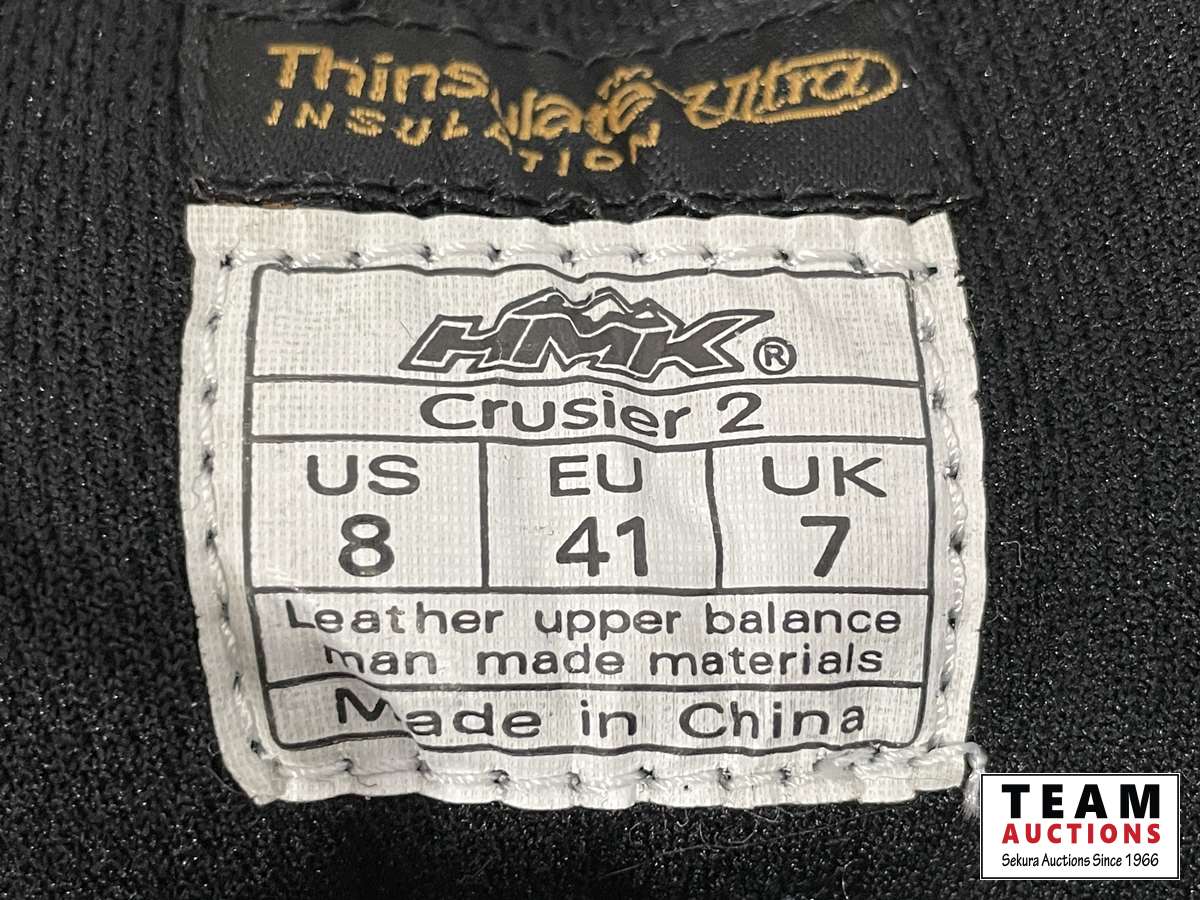 Thinsulate Ultra
INSULATION
HMK®
Crusier 2
US EU UK
8 41 7
Leather upper balance
man made materials
Made in China
TEAM
AUCTIONS
Sekura Auctions Since 1966